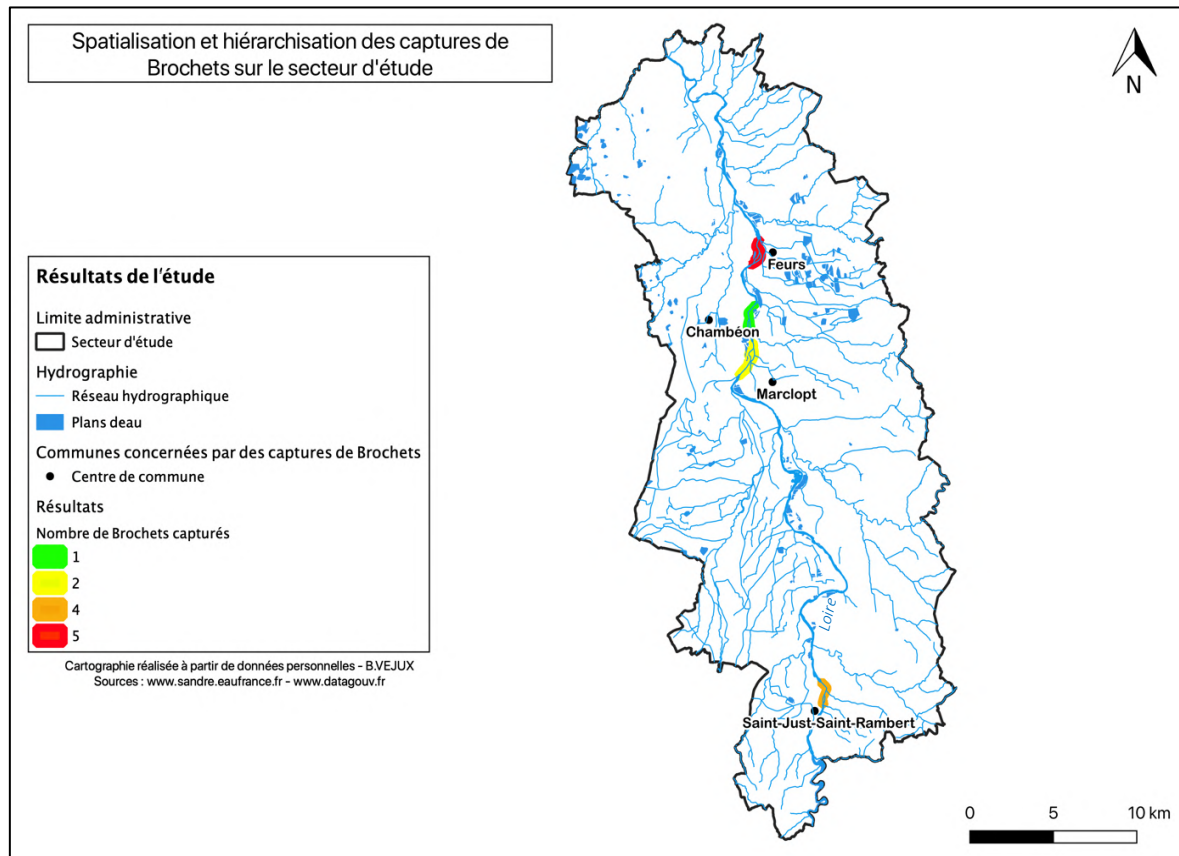 Spatialisation et hiérarchisation des captures de
Brochets sur le secteur d'étude
N
Feurs
Chambéon
Marclopt
Loire
Saint-Just-Saint-Rambert
Résultats de l'étude
Limite administrative
Secteur d'étude
Hydrographie
Réseau hydrographique
Plans deau
Communes concernées par des captures de Brochets
Centre de commune
Résultats
Nombre de Brochets capturés
1
2
4
5
Cartographie réalisée à partir de données personnelles - B.VEJUX
Sources : www.sandre.eaufrance.fr - www.datagouv.fr
0 5 10 km